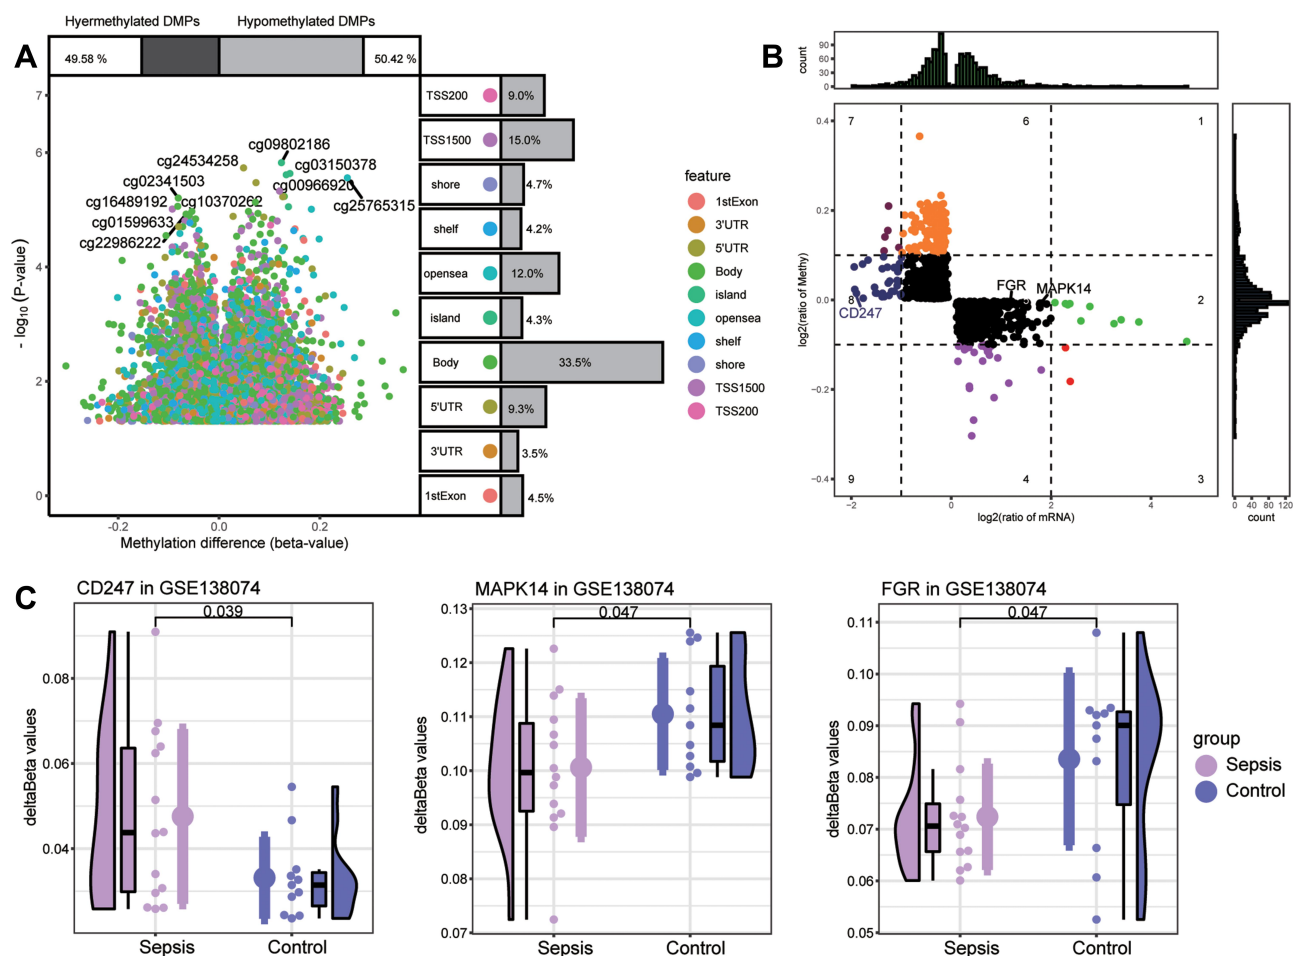 Hyermethylated DMPs Hypomethylated DMPs
A
49.58 % 50.42 %
7
6
4
2
0
- log10 (P-value)
cg09802186
cg24534258
cg03150378
cg02341503
cg00966920
cg16489192
cg10370262
cg25765315
cg01599633
cg22986222
-0.2 0.0 0.2
Methylation difference (beta-value)
TSS200 9.0%
TSS1500 15.0%
shore 4.7%
shelf 4.2%
opensea 12.0%
island 4.3%
Body 33.5%
5'UTR 9.3%
3'UTR 3.5%
1stExon 4.5%
feature
1stExon
3'UTR
5'UTR
Body
island
opensea
shelf
shore
TSS1500
TSS200
B
count
90
60
30
0
7 6 1
8 2
9 4 3
FGR
MAPK14
CD247
0.4
0.2
0.0
−0.2
−0.4
log2(ratio of Methy)
−2 0 2 4
log2(ratio of mRNA)
0 40 80 120
count
C
CD247 in GSE138074
0.039
0.08
0.06
0.04
deltaBeta values
Sepsis Control
MAPK14 in GSE138074
0.047
0.13
0.12
0.11
0.10
0.09
0.08
0.07
deltaBeta values
Sepsis Control
FGR in GSE138074
0.047
0.11
0.10
0.09
0.08
0.07
0.06
0.05
deltaBeta values
Sepsis Control
group
Sepsis
Control